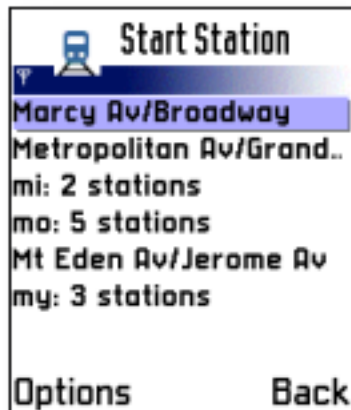 Start Station
Marcy Av/Broadway
Metropolitan Av/Grand..
mi: 2 stations
mo: 5 stations
Mt Eden Av/Jerome Av
my: 3 stations
Options Back